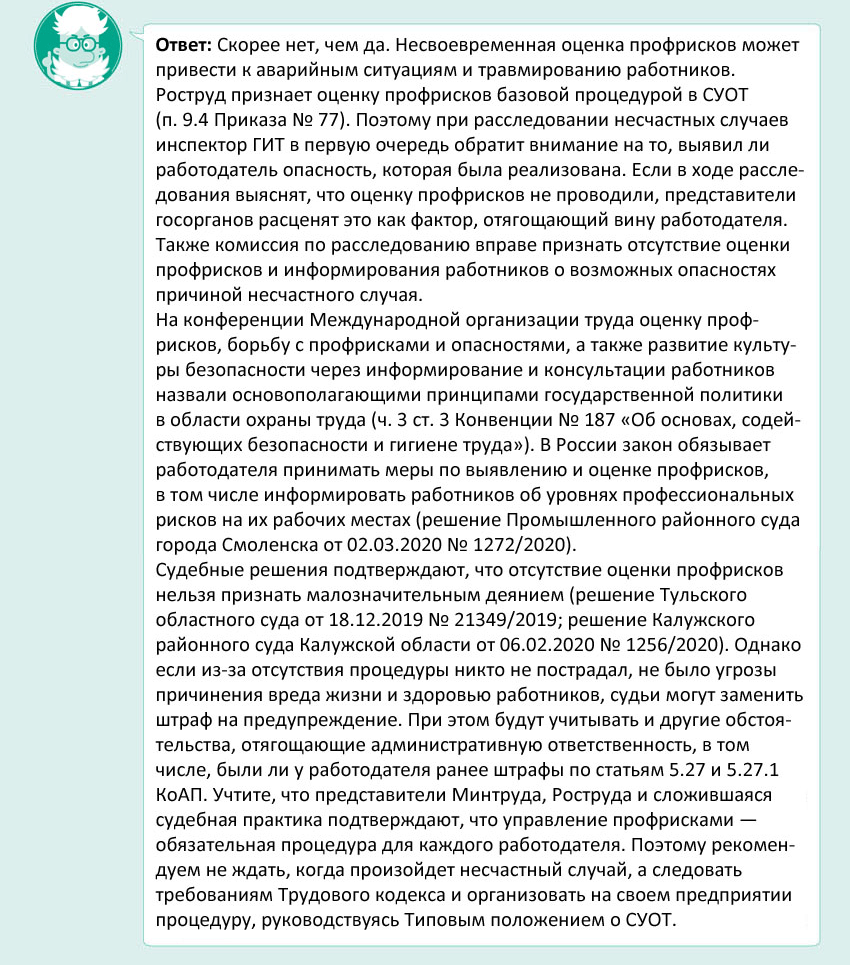 Ответ: Скорее нет, чем да. Несвоевременная оценка профрисков может
привести к аварийным ситуациям и травмированию работников.
Роструд признает оценку профрисков базовой процедурой в СУОТ
(п. 9.4 Приказа № 77). Поэтому при расследовании несчастных случаев
инспектор ГИТ в первую очередь обратит внимание на то, выявил ли
работодатель опасность, которая была реализована. Если в ходе рассле-
дования выяснят, что оценку профрисков не проводили, представители
госорганов расценят это как фактор, отягощающий вину работодателя.
Также комиссия по расследованию вправе признать отсутствие оценки
профрисков и информирования работников о возможных опасностях
причиной несчастного случая.
На конференции Международной организации труда оценку проф-
рисков, борьбу с профрисками и опасностями, а также развитие культу-
ры безопасности через информирование и консультации работников
назвали основополагающими принципами государственной политики
в области охраны труда (ч. 3 ст. 3 Конвенции № 187 «Об основах, содей-
ствующих безопасности и гигиене труда»). В России закон обязывает
работодателя принимать меры по выявлению и оценке профрисков,
в том числе информировать работников об уровнях профессиональных
рисков на их рабочих местах (решение Промышленного районного суда
города Смоленска от 02.03.2020 № 1272/2020).
Судебные решения подтверждают, что отсутствие оценки профрисков
нельзя признать малозначительным деянием (решение Тульского
областного суда от 18.12.2019 № 21349/2019; решение Калужского
районного суда Калужской области от 06.02.2020 № 1256/2020). Однако
если из-за отсутствия процедуры никто не пострадал, не было угрозы
причинения вреда жизни и здоровью работников, судьи могут заменить
штраф на предупреждение. При этом будут учитывать и другие обстоя-
тельства, отягощающие административную ответственность, в том
числе, были ли у работодателя ранее штрафы по статьям 5.27 и 5.27.1
КоАП. Учтите, что представители Минтруда, Роструда и сложившаяся
судебная практика подтверждают, что управление профрисками —
обязательная процедура для каждого работодателя. Поэтому рекомен-
дуем не ждать, когда произойдет несчастный случай, а следовать
требованиям Трудового кодекса и организовать на своем предприятии
процедуру, руководствуясь Типовым положением о СУОТ.